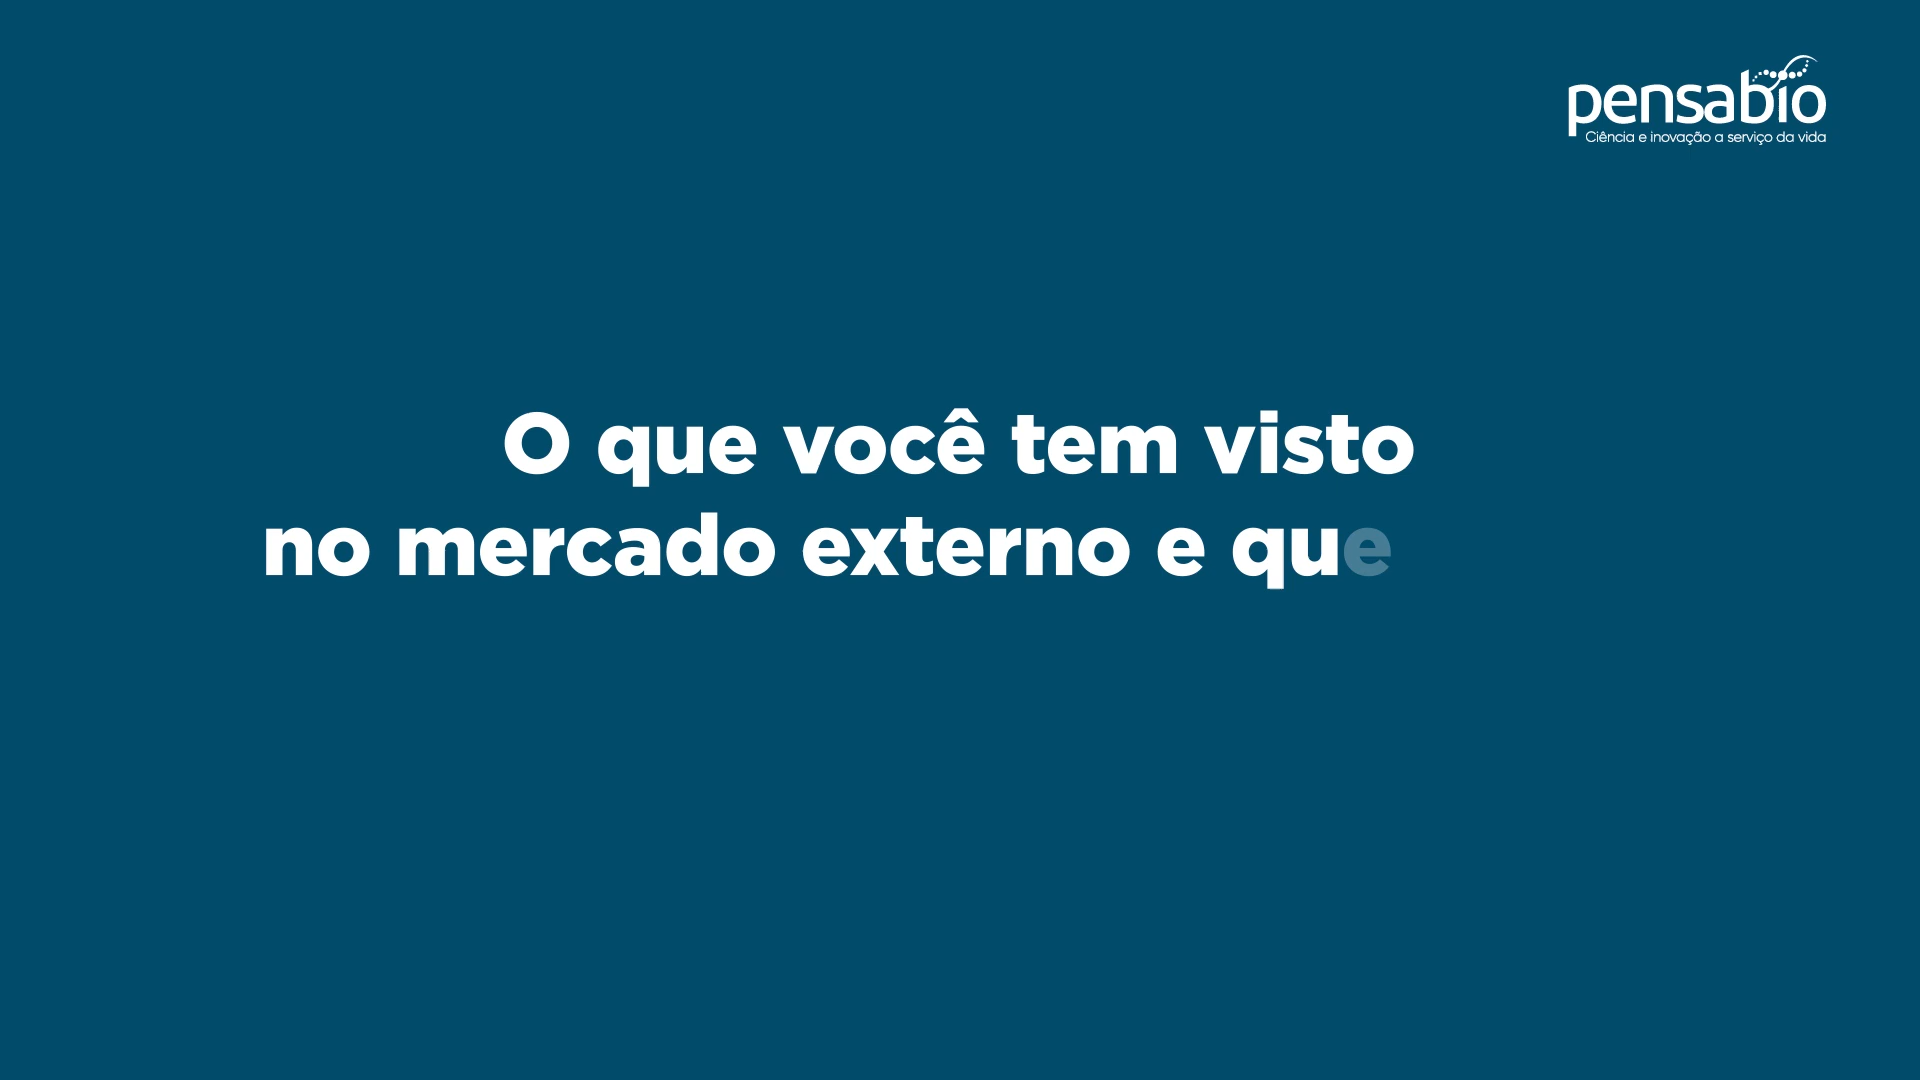 pensabio
Ciência e inovação a serviço da vida
O que você tem visto
no mercado externo e que